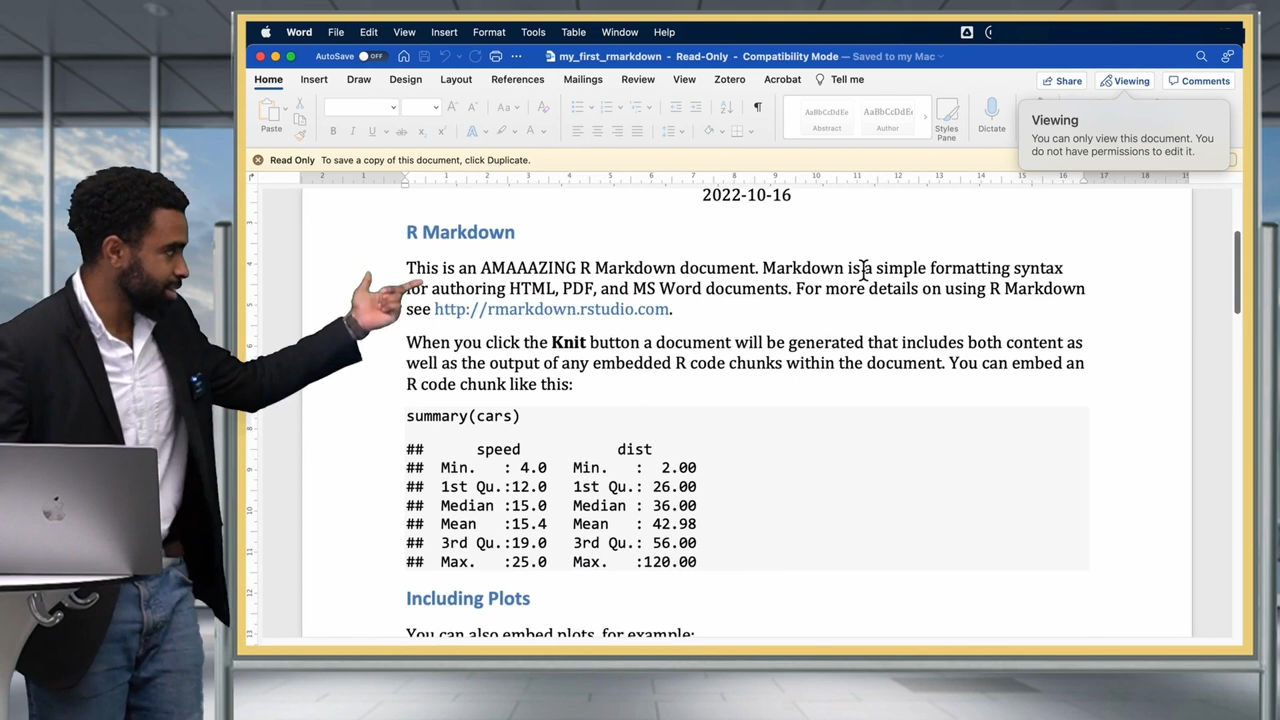 Word File Edit View Insert Format Tools Table Window Help
AutoSave OFF my_first_rmarkdown - Read-Only - Compatibility Mode — Saved to my Mac
Home Insert Draw Design Layout References Mailings Review View Zotero Acrobat Tell me Share Viewing Comments
Paste
AaBbCcDdEe AaBbCcDdEe
Abstract Author
Styles
Pane
Dictate
Viewing
You can only view this document. You
do not have permissions to edit it.
Read Only To save a copy of this document, click Duplicate.
2022-10-16
R Markdown
This is an AMAAAZING R Markdown document. Markdown is a simple formatting syntax
for authoring HTML, PDF, and MS Word documents. For more details on using R Markdown
see http://rmarkdown.rstudio.com.
When you click the Knit button a document will be generated that includes both content as
well as the output of any embedded R code chunks within the document. You can embed an
R code chunk like this:
summary(cars)
## speed dist
## Min. : 4.0 Min. : 2.00
## 1st Qu.:12.0 1st Qu.: 26.00
## Median :15.0 Median : 36.00
## Mean :15.4 Mean : 42.98
## 3rd Qu.:19.0 3rd Qu.: 56.00
## Max. :25.0 Max. :120.00
Including Plots
You can also embed plots, for example: